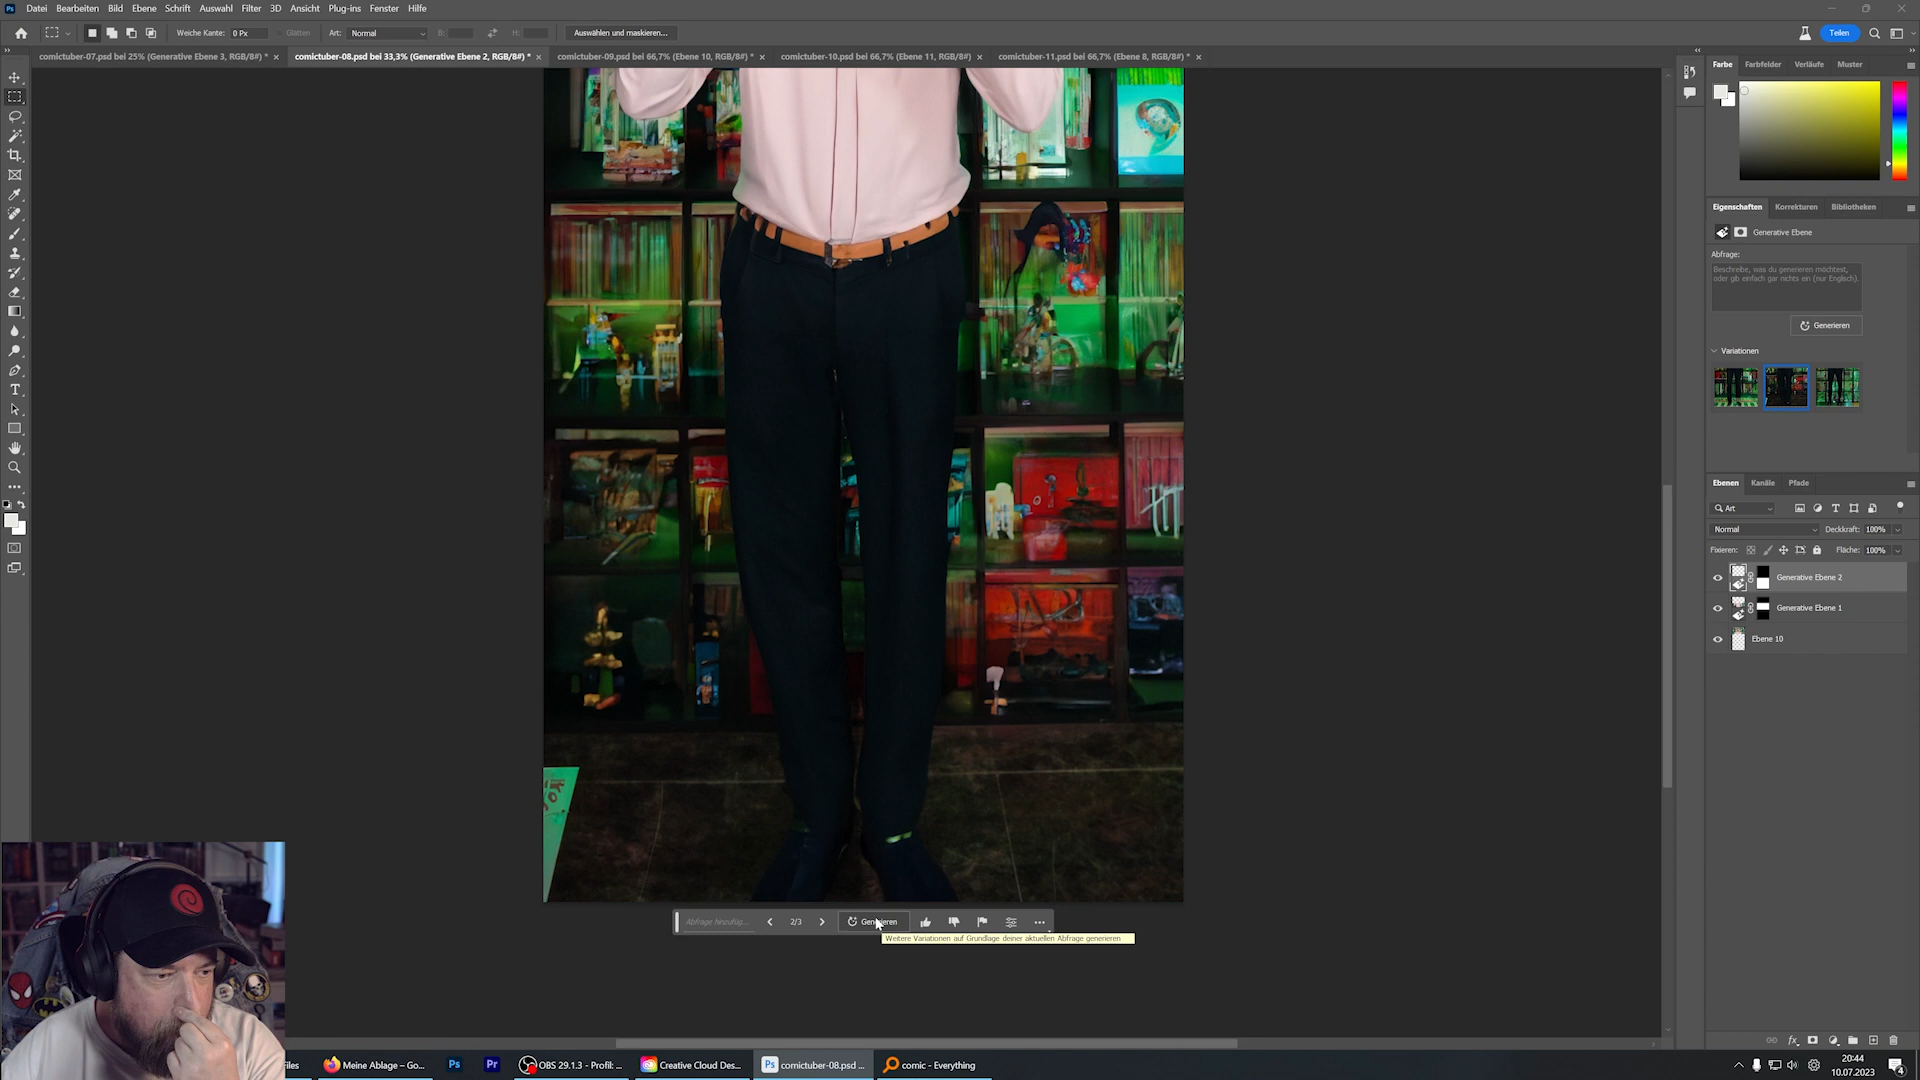 Datei Bearbeiten Bild Ebene Schrift Auswahl Filter 3D Ansicht Plug-ins Fenster Hilfe
Weiche Kante: 0 Px Glätten Art: Normal B: H: Auswählen und maskieren... Teilen
comictuber-07.psd bei 25% (Generative Ebene 3, RGB/8#) * × comictuber-08.psd bei 33,3% (Generative Ebene 2, RGB/8#) * × comictuber-09.psd bei 66,7% (Ebene 10, RGB/8#) * × comictuber-10.psd bei 66,7% (Ebene 11, RGB/8#) × comictuber-11.psd bei 66,7% (Ebene 8, RGB/8#) * ×
Farbe Farbfelder Verläufe Muster
Eigenschaften Korrekturen Bibliotheken
Generative Ebene
Abfrage:
Beschreibe, was du generieren möchtest,
oder gib einfach gar nichts ein (nur Englisch).
Generieren
Variationen
Ebenen Kanäle Pfade
Art
Normal Deckkraft: 100%
Fixieren: Fläche: 100%
Generative Ebene 2
Generative Ebene 1
Ebene 10
Abfrage hinzufüg... 2/3 Generieren
Weitere Variationen auf Grundlage deiner aktuellen Abfrage generieren
Files Meine Ablage – Go... Ps Pr OBS 29.1.3 - Profil: ... Creative Cloud Des... Ps comictuber-08.psd ... comic - Everything
20:44
10.07.2023
4